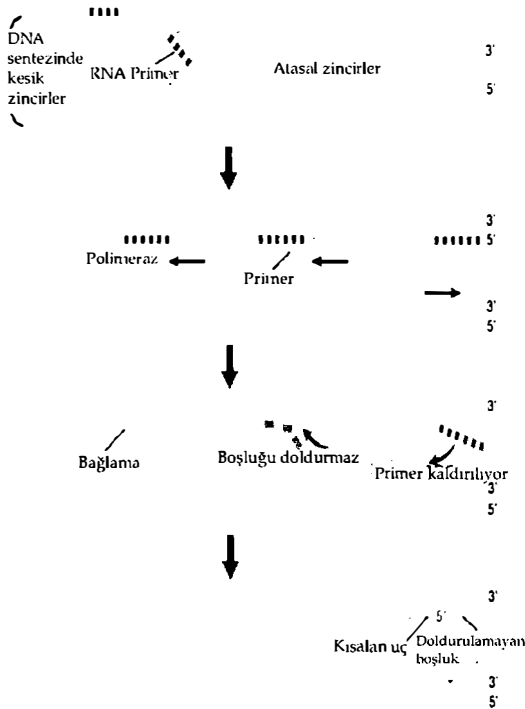 DNA
sentezinde
kesik
zincirler
RNA Primer
Atasal zincirler
3'
5'
3'
5'
Polimeraz
Primer
3'
5'
3'
Bağlama
Boşluğu doldurmaz
Primer kaldırılıyor
3'
5'
3'
5'
Kısalan uç
Doldurulamayan
boşluk
3'
5'